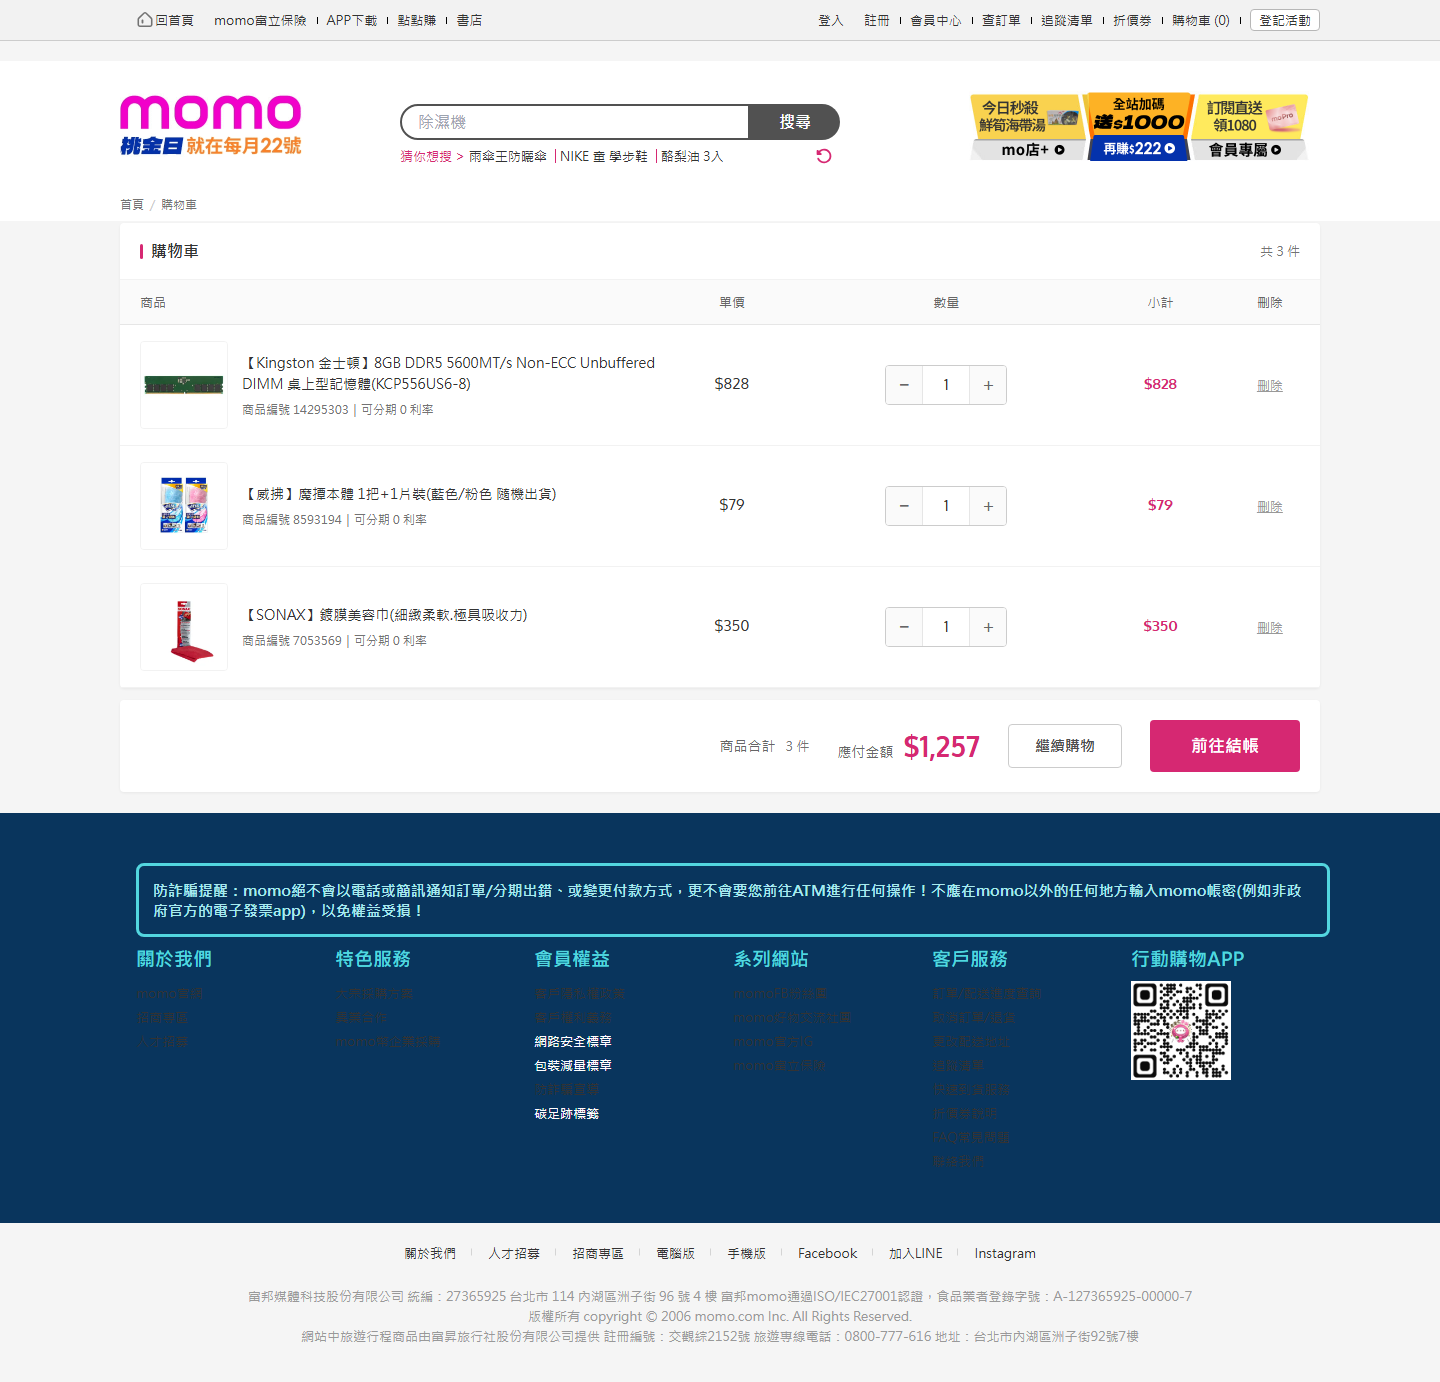 回首頁 momo富立保險 APP下載 點點賺 書店
登入 註冊 會員中心 查訂單 追蹤清單 折價券 購物車 (0) 登記活動
momo
桃金日 就在每月22號
除濕機 搜尋
猜你想搜 > 雨傘王防曬傘 NIKE 童 學步鞋 酪梨油 3入
今日秒殺
鮮筍海帶湯
mo店+
全站加碼
送$1000
再賺$222
訂閱直送
領1080
moPro
會員專屬
首頁 / 購物車
購物車
共 3 件
商品 單價 數量 小計 刪除
【Kingston 金士頓】8GB DDR5 5600MT/s Non-ECC Unbuffered
DIMM 桌上型記憶體(KCP556US6-8)
商品編號 14295303｜可分期 0 利率
$828 − 1 + $828 刪除
【威拂】魔撢本體 1把+1片裝(藍色/粉色 隨機出貨)
商品編號 8593194｜可分期 0 利率
$79 − 1 + $79 刪除
【SONAX】鍍膜美容巾(細緻柔軟.極具吸收力)
商品編號 7053569｜可分期 0 利率
$350 − 1 + $350 刪除
商品合計 3 件 應付金額 $1,257 繼續購物 前往結帳
防詐騙提醒：momo絕不會以電話或簡訊通知訂單/分期出錯、或變更付款方式，更不會要您前往ATM進行任何操作！不應在momo以外的任何地方輸入momo帳密(例如非政
府官方的電子發票app)，以免權益受損！
關於我們 特色服務 會員權益 系列網站 客戶服務 行動購物APP
網路安全標章
包裝減量標章
碳足跡標籤
關於我們 人才招募 招商專區 電腦版 手機版 Facebook 加入LINE Instagram
富邦媒體科技股份有限公司 統編：27365925 台北市 114 內湖區洲子街 96 號 4 樓 富邦momo通過ISO/IEC27001認證，食品業者登錄字號：A-127365925-00000-7
版權所有 copyright © 2006 momo.com Inc. All Rights Reserved.
網站中旅遊行程商品由富昇旅行社股份有限公司提供 註冊編號：交觀綜2152號 旅遊專線電話：0800-777-616 地址：台北市內湖區洲子街92號7樓